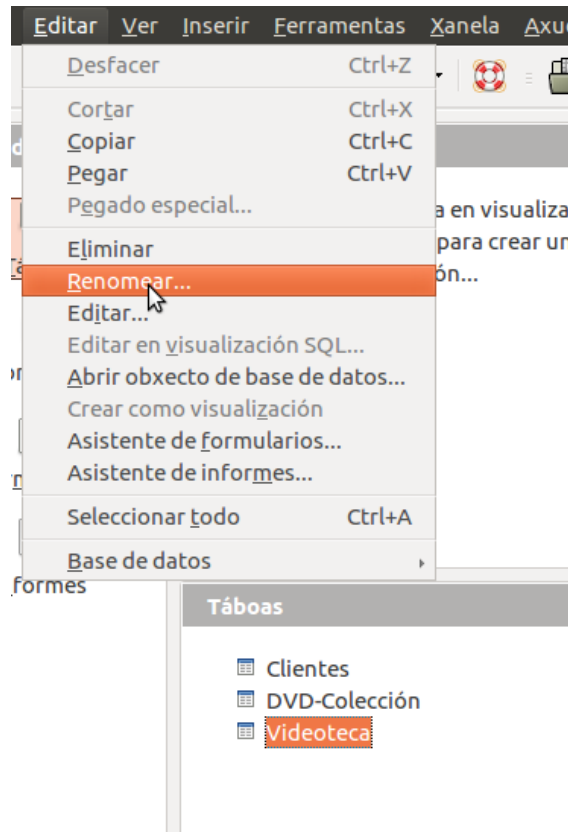 Editar Ver Inserir Ferramentas Xanela
Desfacer Ctrl+Z
Cortar Ctrl+X
Copiar Ctrl+C
Pegar Ctrl+V
Pegado especial...
a en visualiza
Eliminar
para crear un
Renomear...
ón...
Editar...
Editar en visualización SQL...
Abrir obxecto de base de datos...
Crear como visualización
Asistente de formularios...
Asistente de informes...
Seleccionar todo Ctrl+A
Base de datos
formes
Táboas
Clientes
DVD-Colección
Videoteca